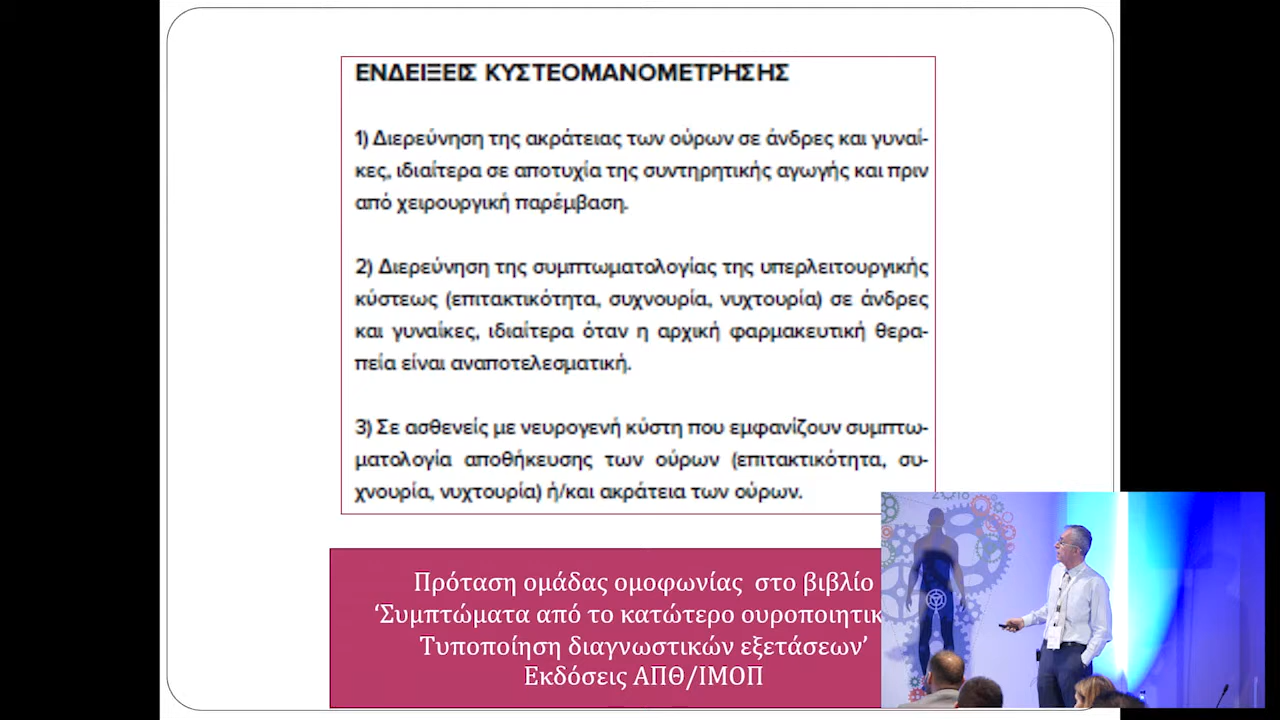 ΕΝΔΕΙΞΕΙΣ ΚΥΣΤΕΟΜΑΝΟΜΕΤΡΗΣΗΣ
1) Διερεύνηση της ακράτειας των ούρων σε άνδρες και γυναί-
κες, ιδιαίτερα σε αποτυχία της συντηρητικής αγωγής και πριν
από χειρουργική παρέμβαση.
2) Διερεύνηση της συμπτωματολογίας της υπερλειτουργικής
κύστεως (επιτακτικότητα, συχνουρία, νυχτουρία) σε άνδρες
και γυναίκες, ιδιαίτερα όταν η αρχική φαρμακευτική θερα-
πεία είναι αναποτελεσματική.
3) Σε ασθενείς με νευρογενή κύστη που εμφανίζουν συμπτω-
ματολογία αποθήκευσης των ούρων (επιτακτικότητα, συ-
χνουρία, νυχτουρία) ή/και ακράτεια των ούρων.
Πρόταση ομάδας ομοφωνίας στο βιβλίο
‘Συμπτώματα από το κατώτερο
Τυποποίηση διαγνωστικών εξετάσεων’
Εκδόσεις ΑΠΘ/ΙΜΟΠ